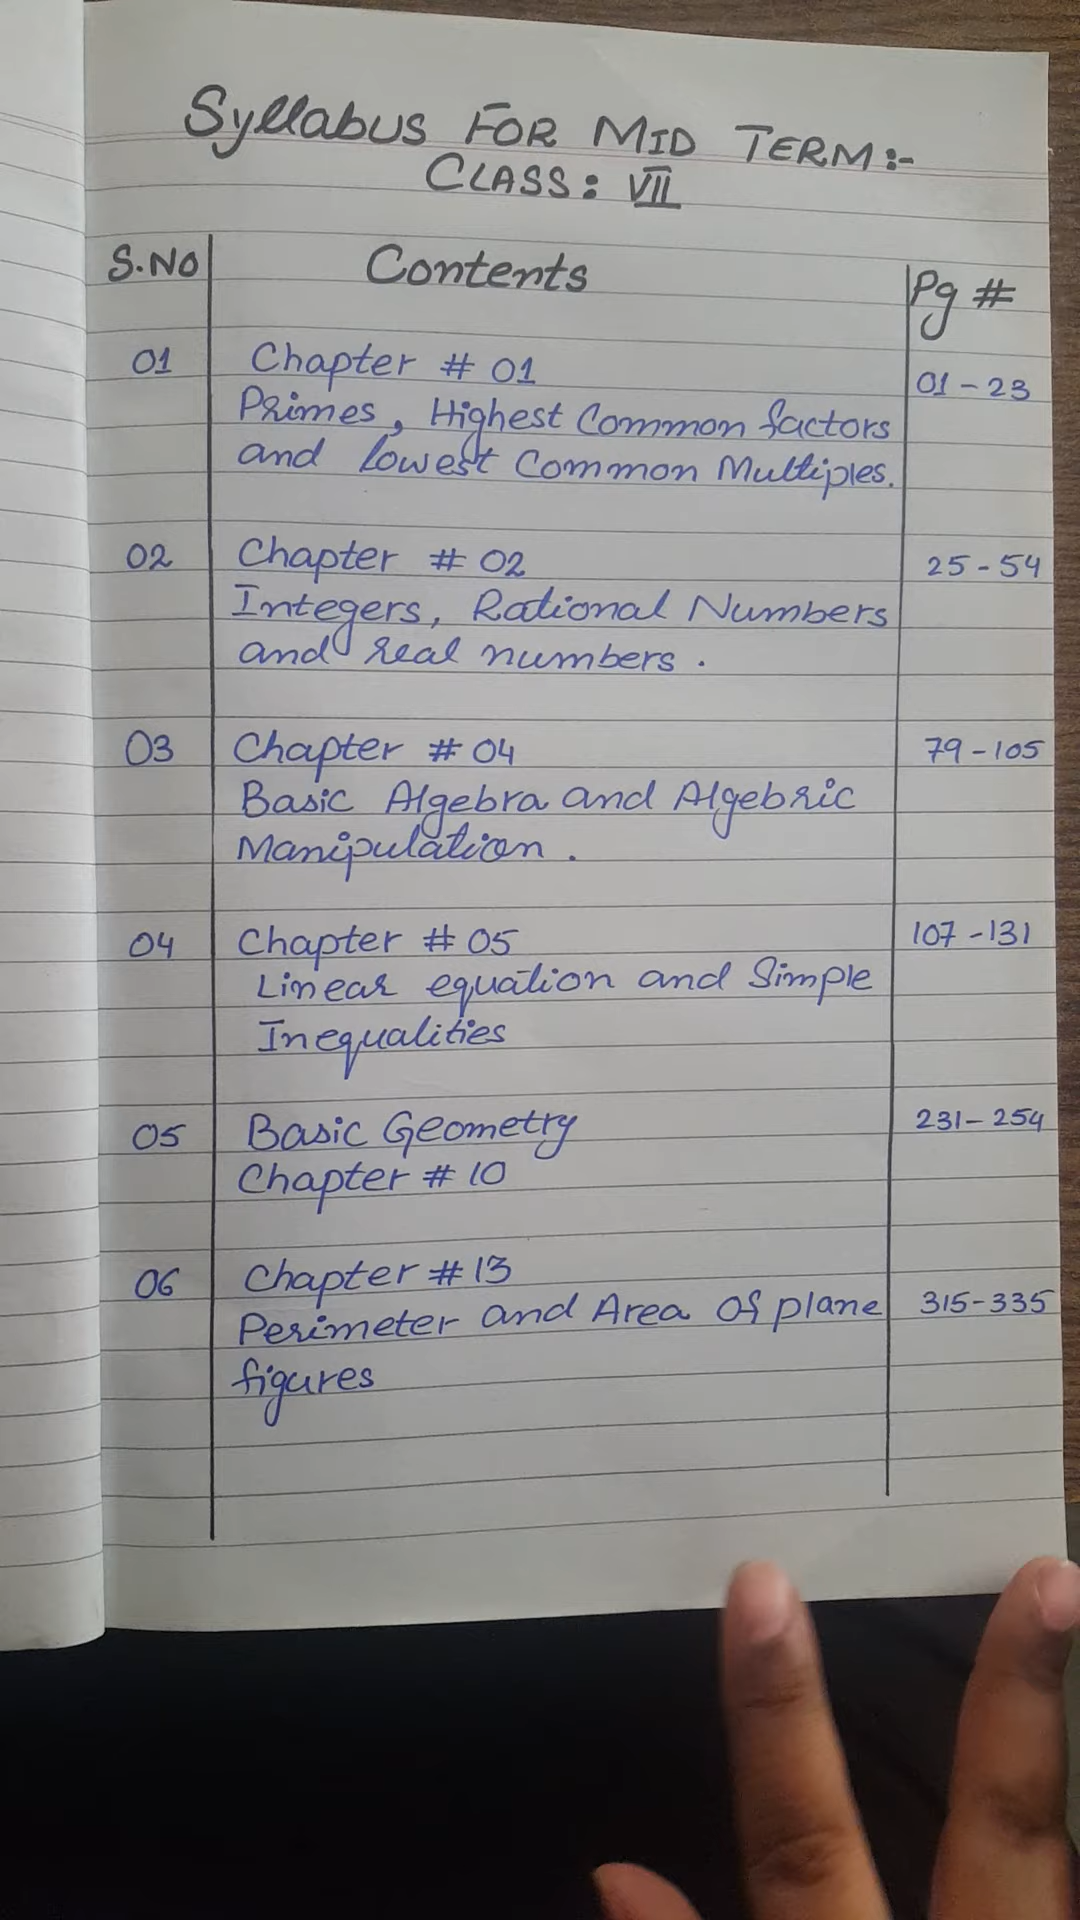 Syllabus FOR MID TERM:-
CLASS: VII
S.NO Contents Pg #
01 Chapter # 01 01-23
Primes, Highest Common factors
and lowest Common Multiples.
02 Chapter # 02 25-54
Integers, Rational Numbers
and real numbers.
03 Chapter # 04 79-105
Basic Algebra and Algebric
Manipulation.
04 Chapter # 05 107-131
Linear equation and Simple
Inequalities
05 Basic Geometry 231-254
Chapter # 10
06 Chapter # 13
Perimeter and Area of plane 315-335
figures